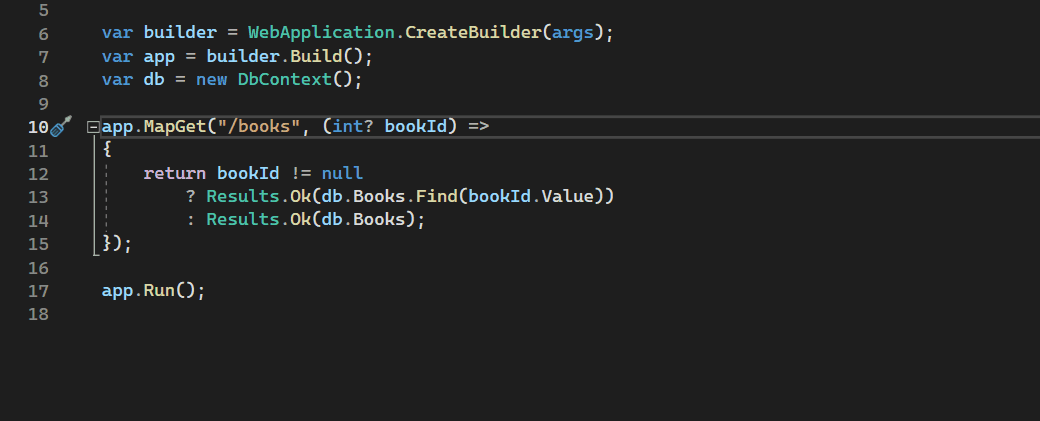 5
6 var builder = WebApplication.CreateBuilder(args);
7 var app = builder.Build();
8 var db = new DbContext();
9
10 app.MapGet("/books", (int? bookId) =>
11 {
12     return bookId != null
13         ? Results.Ok(db.Books.Find(bookId.Value))
14         : Results.Ok(db.Books);
15 });
16
17 app.Run();
18